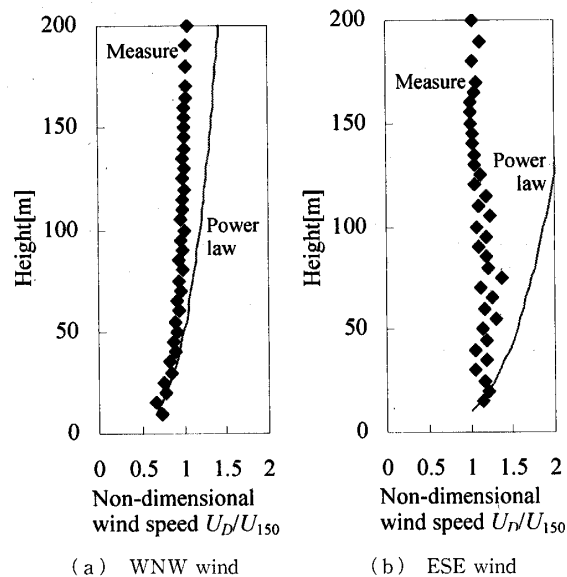 200
Measure
150
Height[m]
100
Power
law
50
0
0 0.5 1 1.5 2
Non-dimensional
wind speed U_D/U_150
(a) WNW wind
200
Measure
150
Power
law
Height[m]
100
50
0
0 0.5 1 1.5 2
Non-dimensional
wind speed U_D/U_150
(b) ESE wind